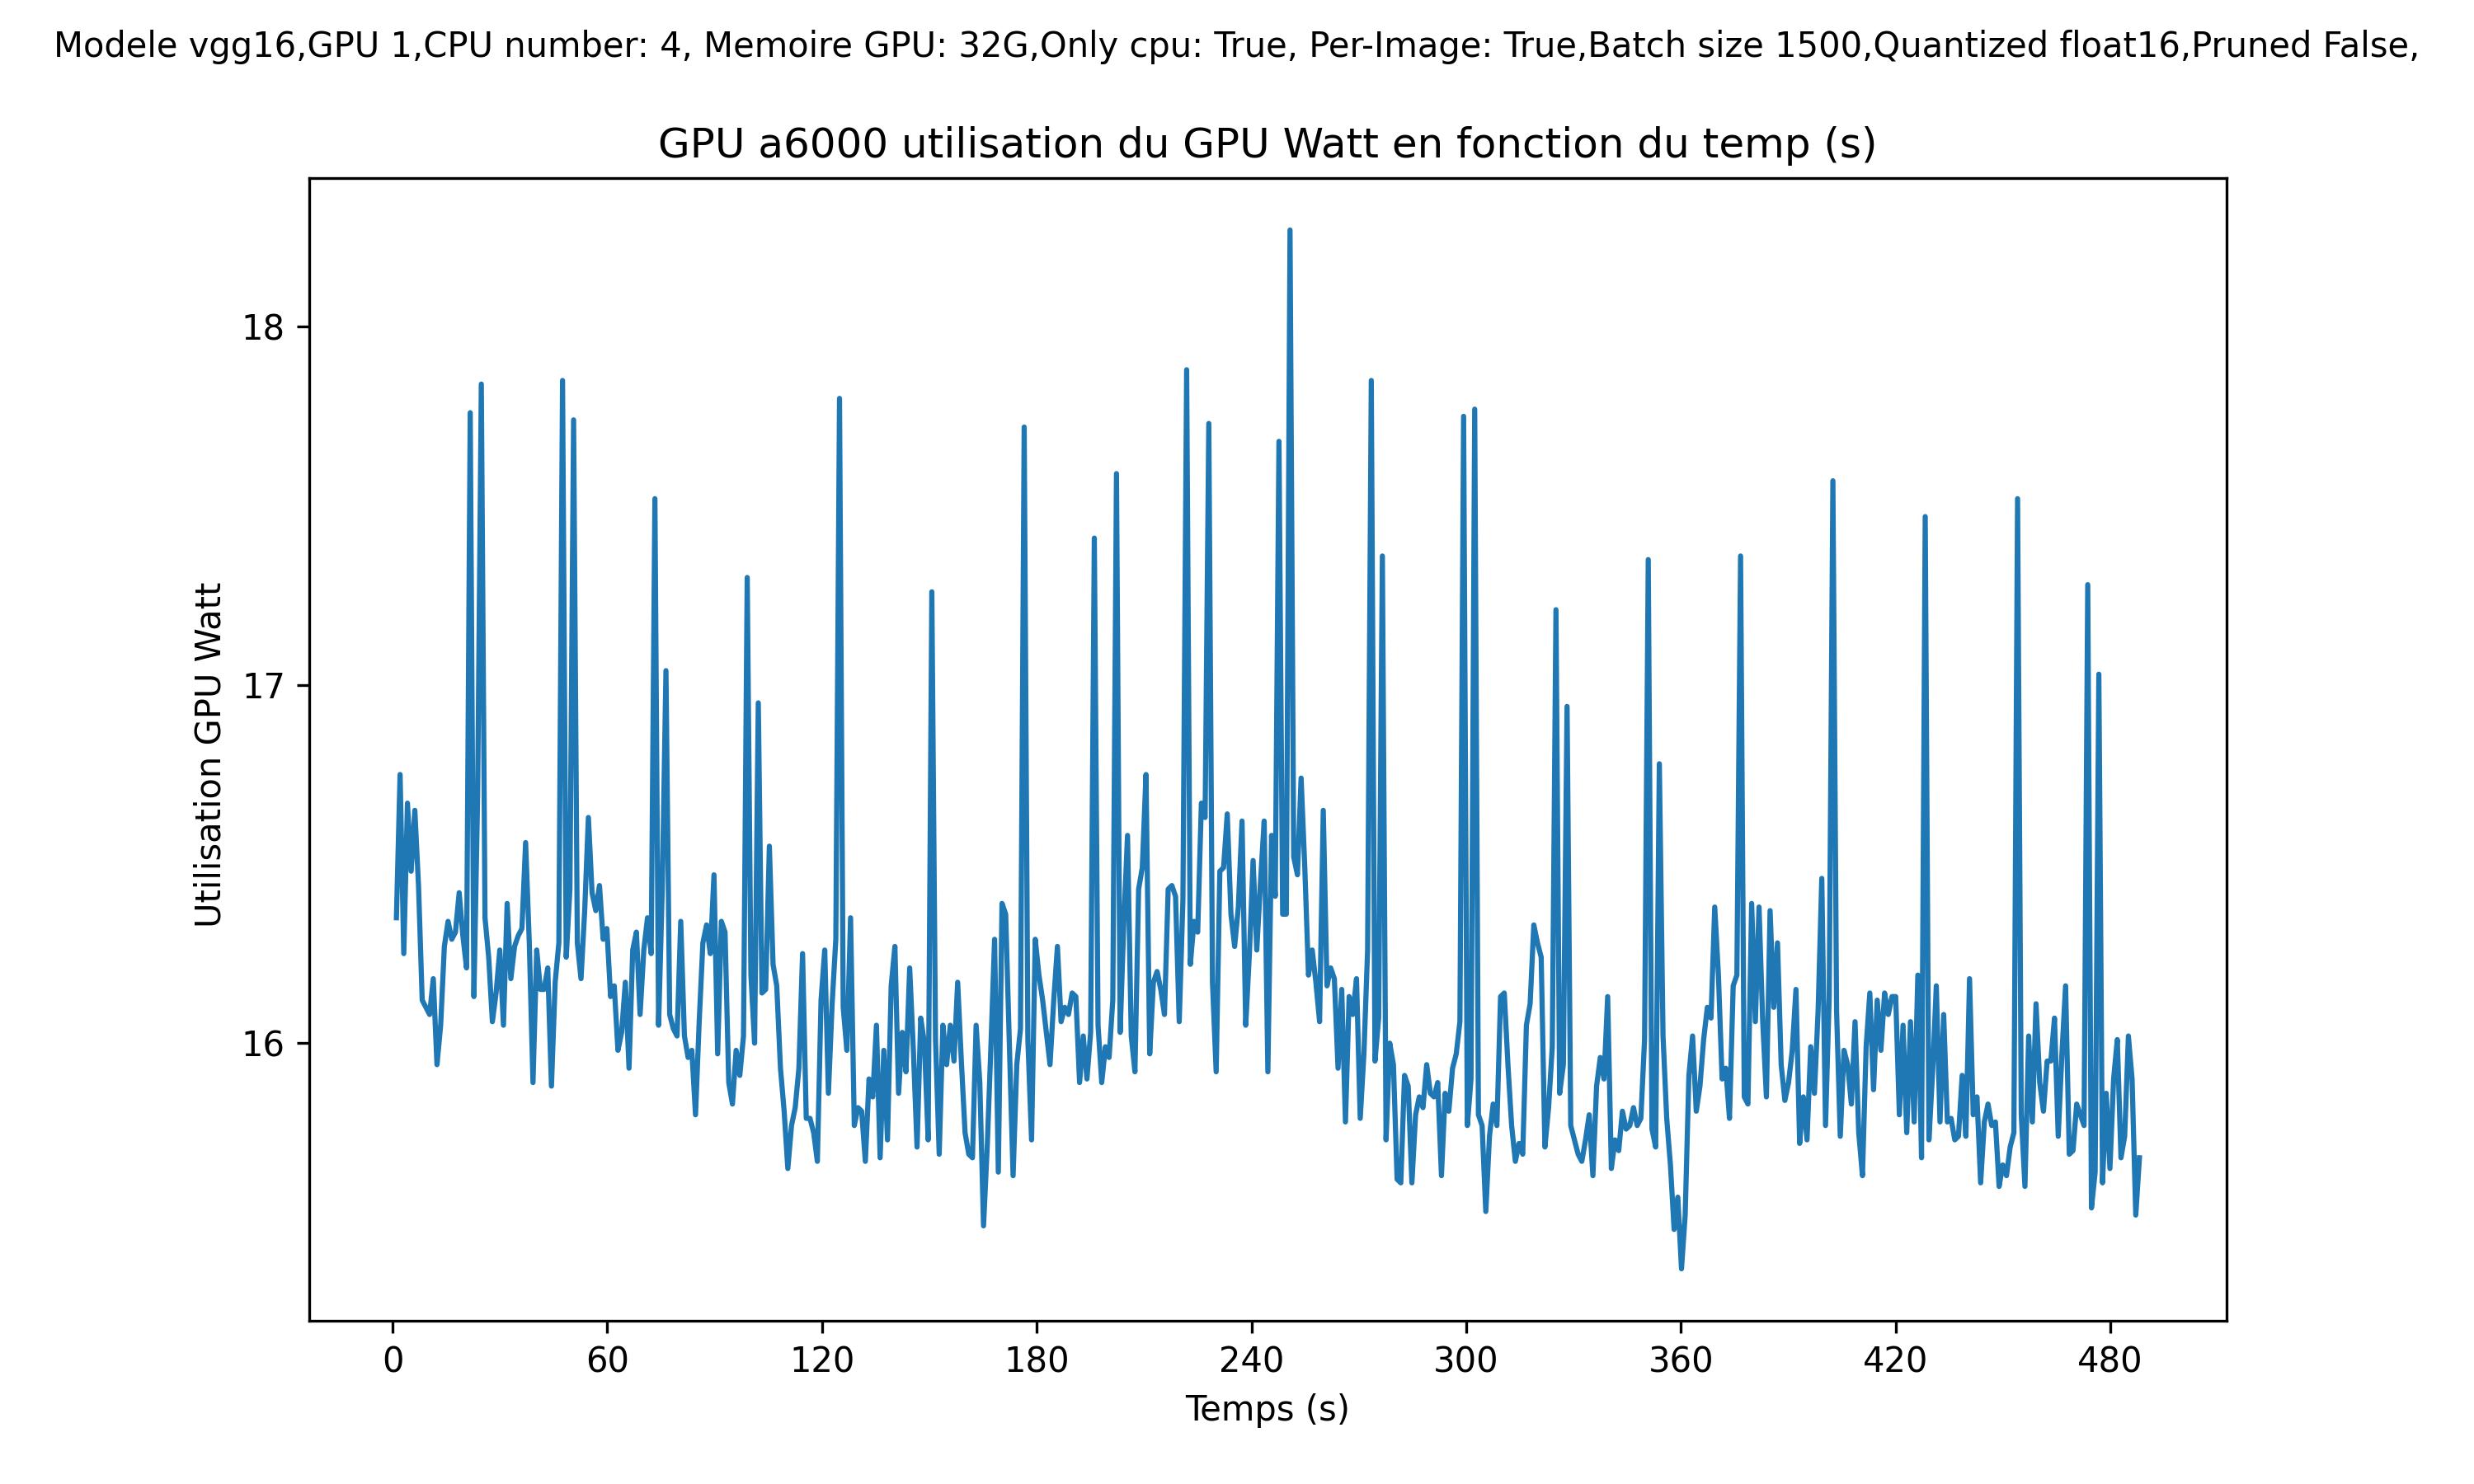 Modele vgg16,GPU 1,CPU number: 4, Memoire GPU: 32G,Only cpu: True, Per-Image: True,Batch size 1500,Quantized float16,Pruned False,
GPU a6000 utilisation du GPU Watt en fonction du temp (s)
Utilisation GPU Watt
18
17
16
0 60 120 180 240 300 360 420 480
Temps (s)